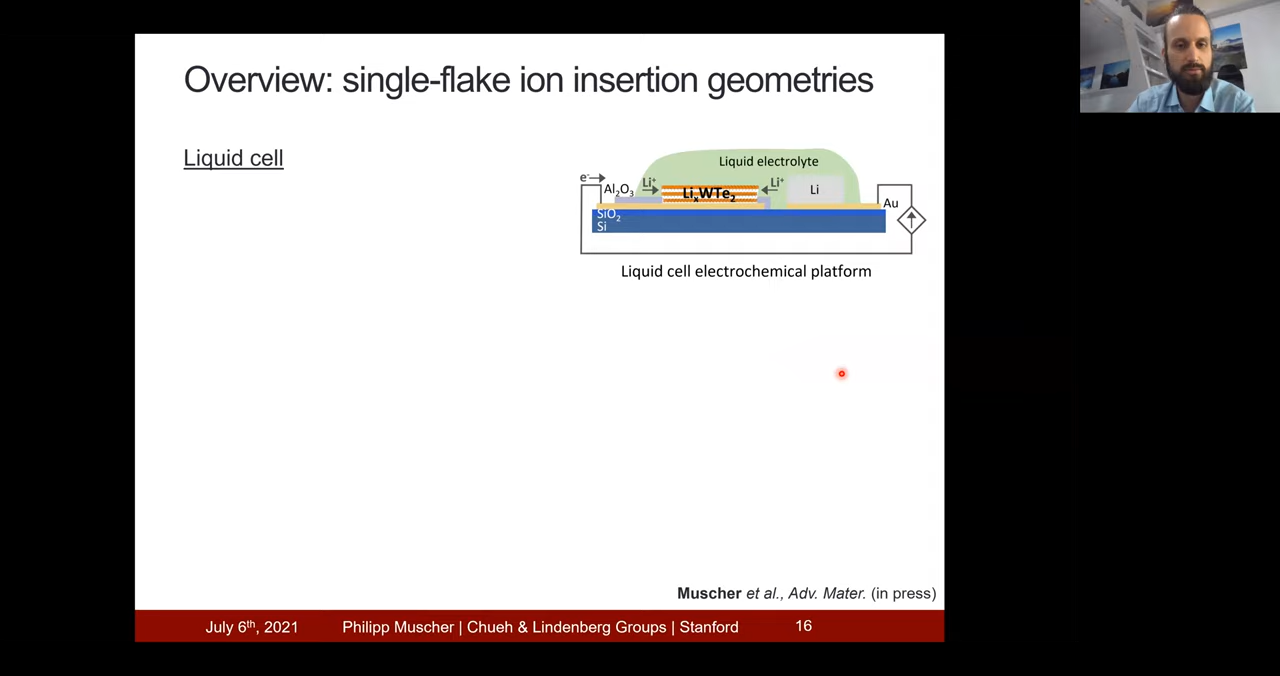 Overview: single-flake ion insertion geometries
Liquid cell
Liquid electrolyte
e⁻
Al₂O₃
Li⁺
LiₓWTe₂
Li⁺
Li
Au
SiO₂
Si
Liquid cell electrochemical platform
Muscher et al., Adv. Mater. (in press)
July 6ᵗʰ, 2021 Philipp Muscher | Chueh & Lindenberg Groups | Stanford 16